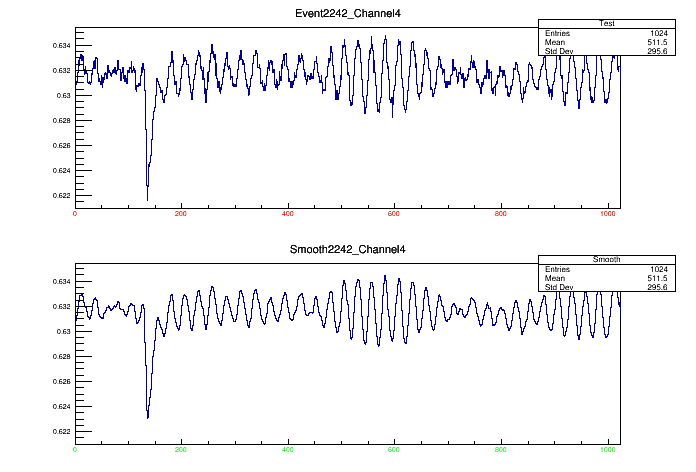 Event2242_Channel4
Test
Entries 1024
Mean 511.5
Std Dev 295.6
0.634
0.632
0.63
0.628
0.626
0.624
0.622
0 200 400 600 800 1000
Smooth2242_Channel4
Smooth
Entries 1024
Mean 511.5
Std Dev 295.6
0.634
0.632
0.63
0.628
0.626
0.624
0.622
0 200 400 600 800 1000